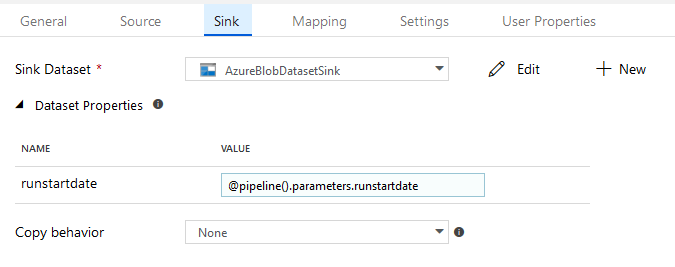 General Source Sink Mapping Settings User Properties
Sink Dataset * AzureBlobDatasetSink Edit New
Dataset Properties
NAME VALUE
runstartdate @pipeline().parameters.runstartdate
Copy behavior None